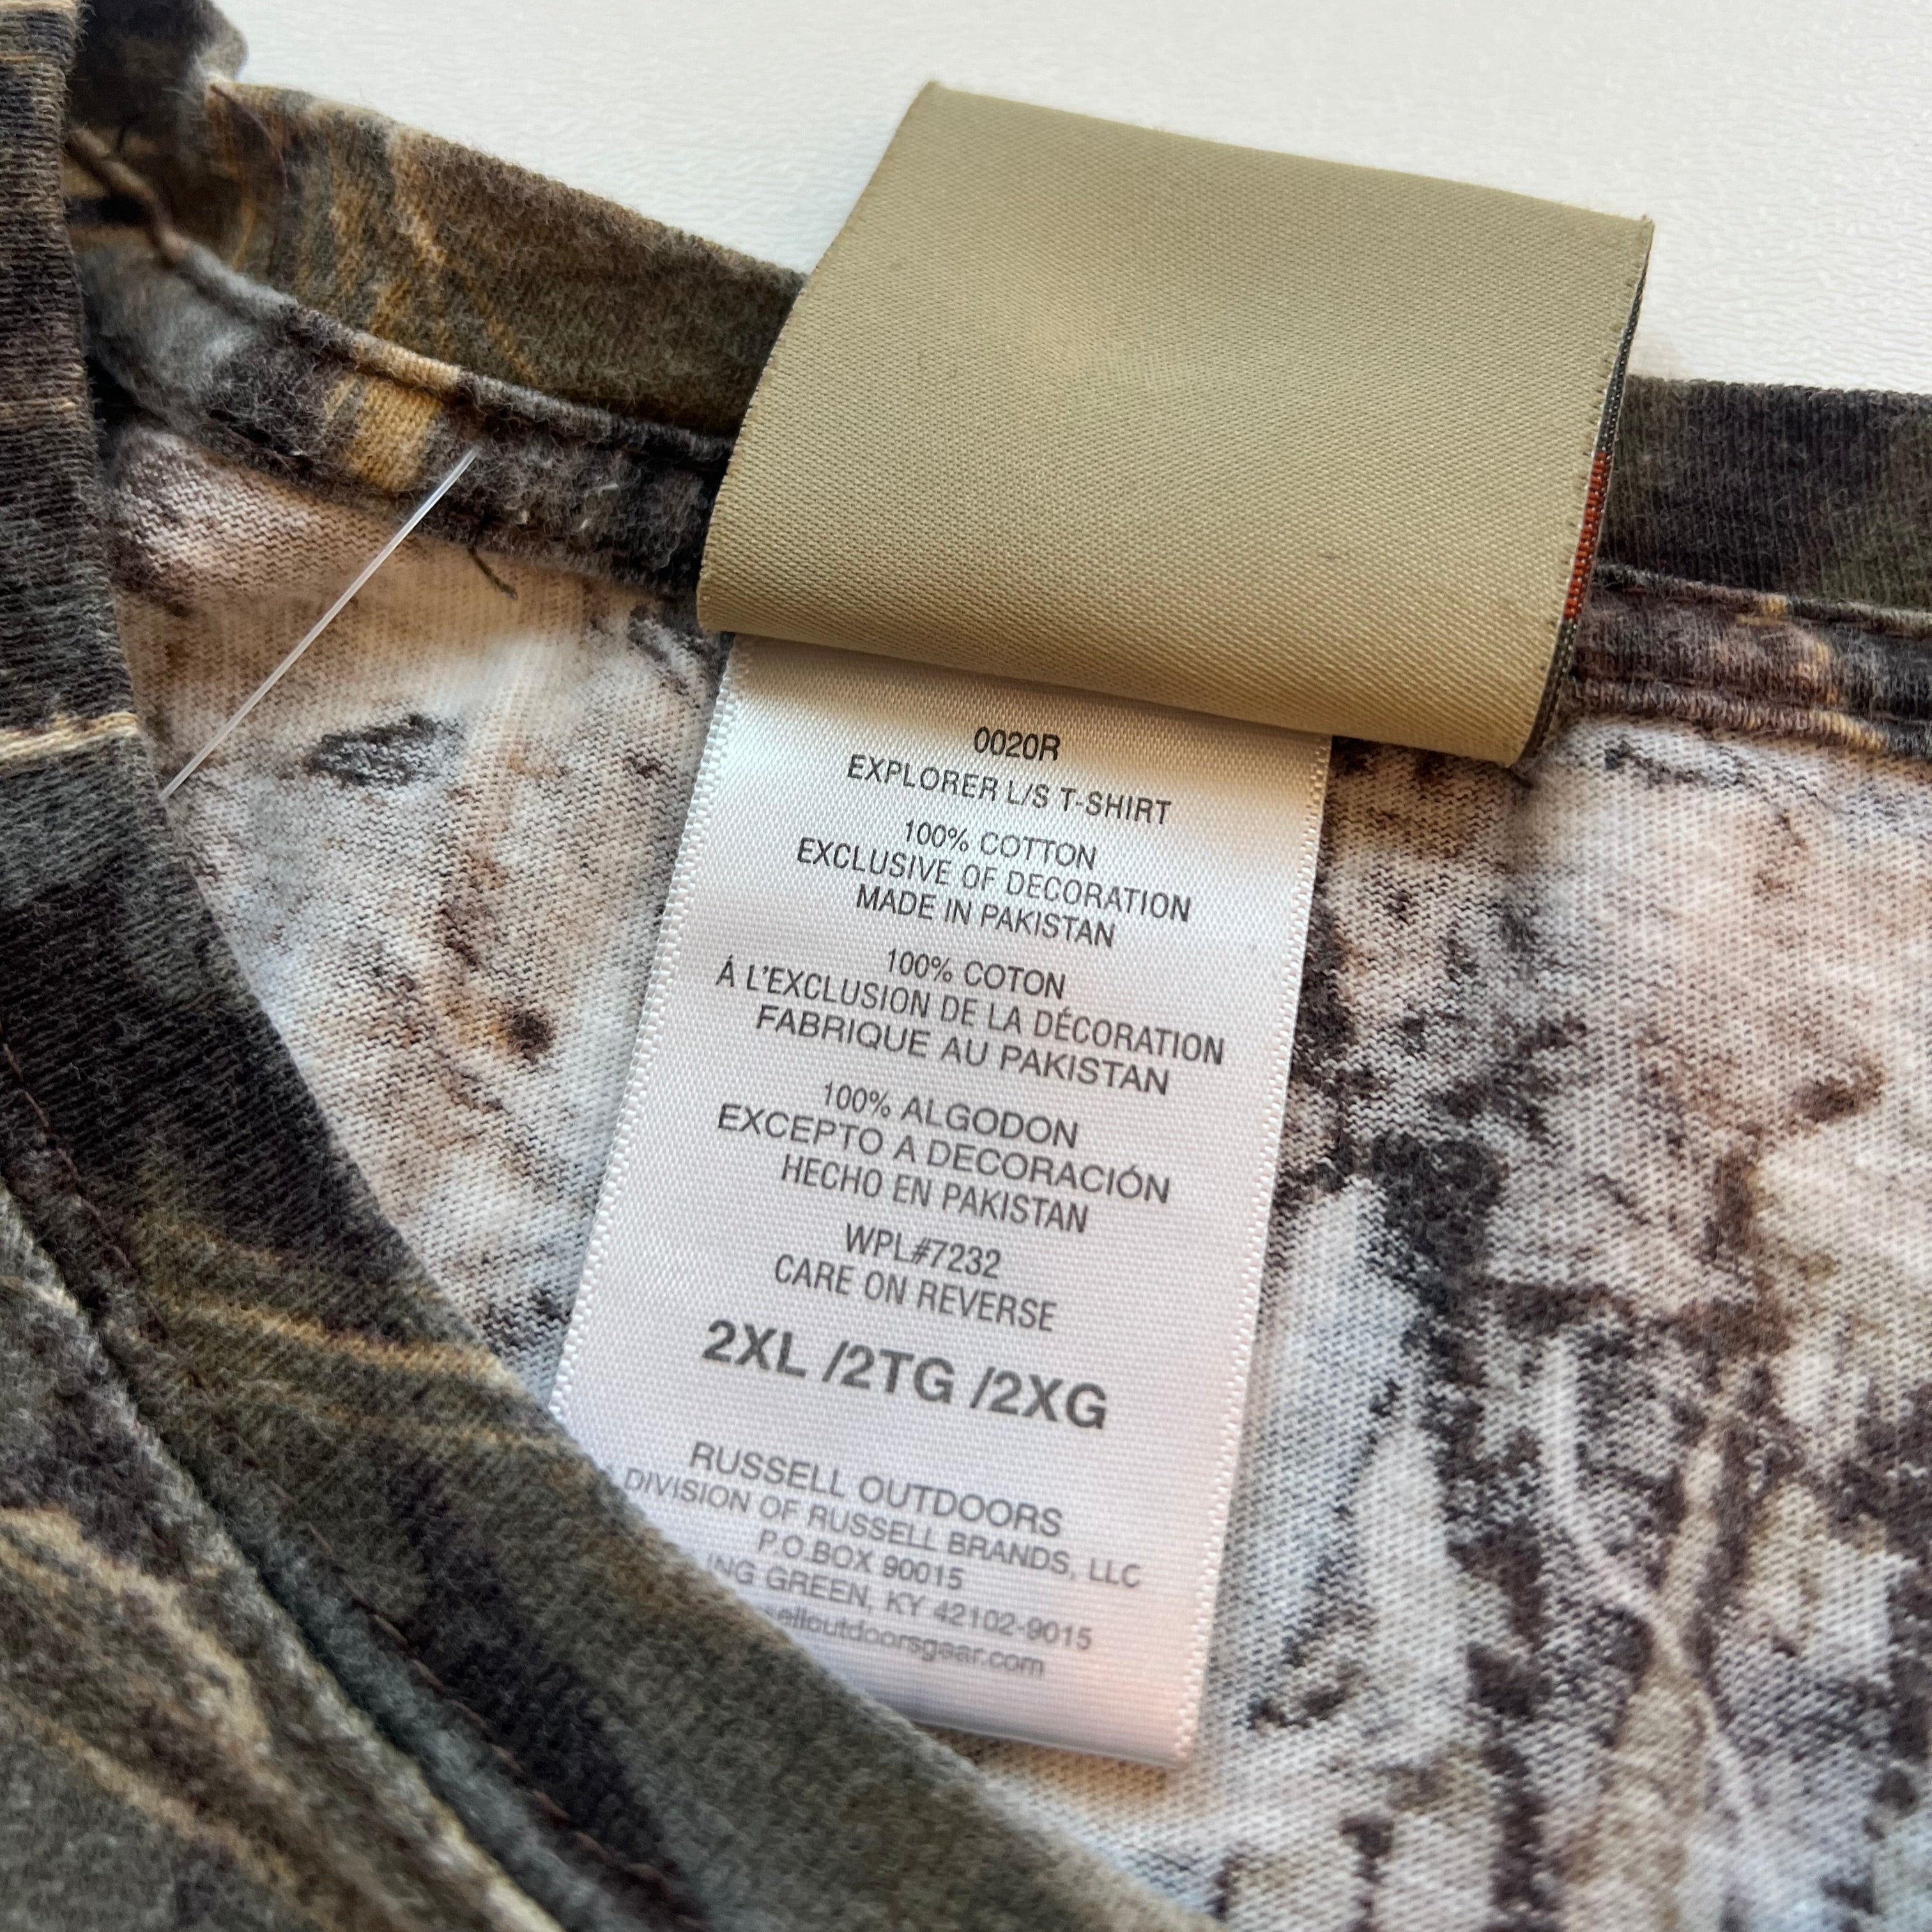 0020R
EXPLORER L/S T-SHIRT
100% COTTON
EXCLUSIVE OF DECORATION
MADE IN PAKISTAN
100% COTON
Á L'EXCLUSION DE LA DÉCORATION
FABRIQUE AU PAKISTAN
100% ALGODON
EXCEPTO A DECORACIÓN
HECHO EN PAKISTAN
WPL#7232
CARE ON REVERSE
2XL /2TG /2XG
RUSSELL OUTDOORS
DIVISION OF RUSSELL BRANDS, LLC
P.O.BOX 90015
GREEN, KY 42102-9015